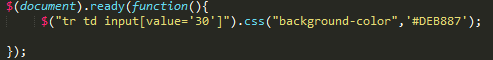 $(document).ready(function(){
$("tr td input[value='30']").css("background-color",'#DEB887');
});